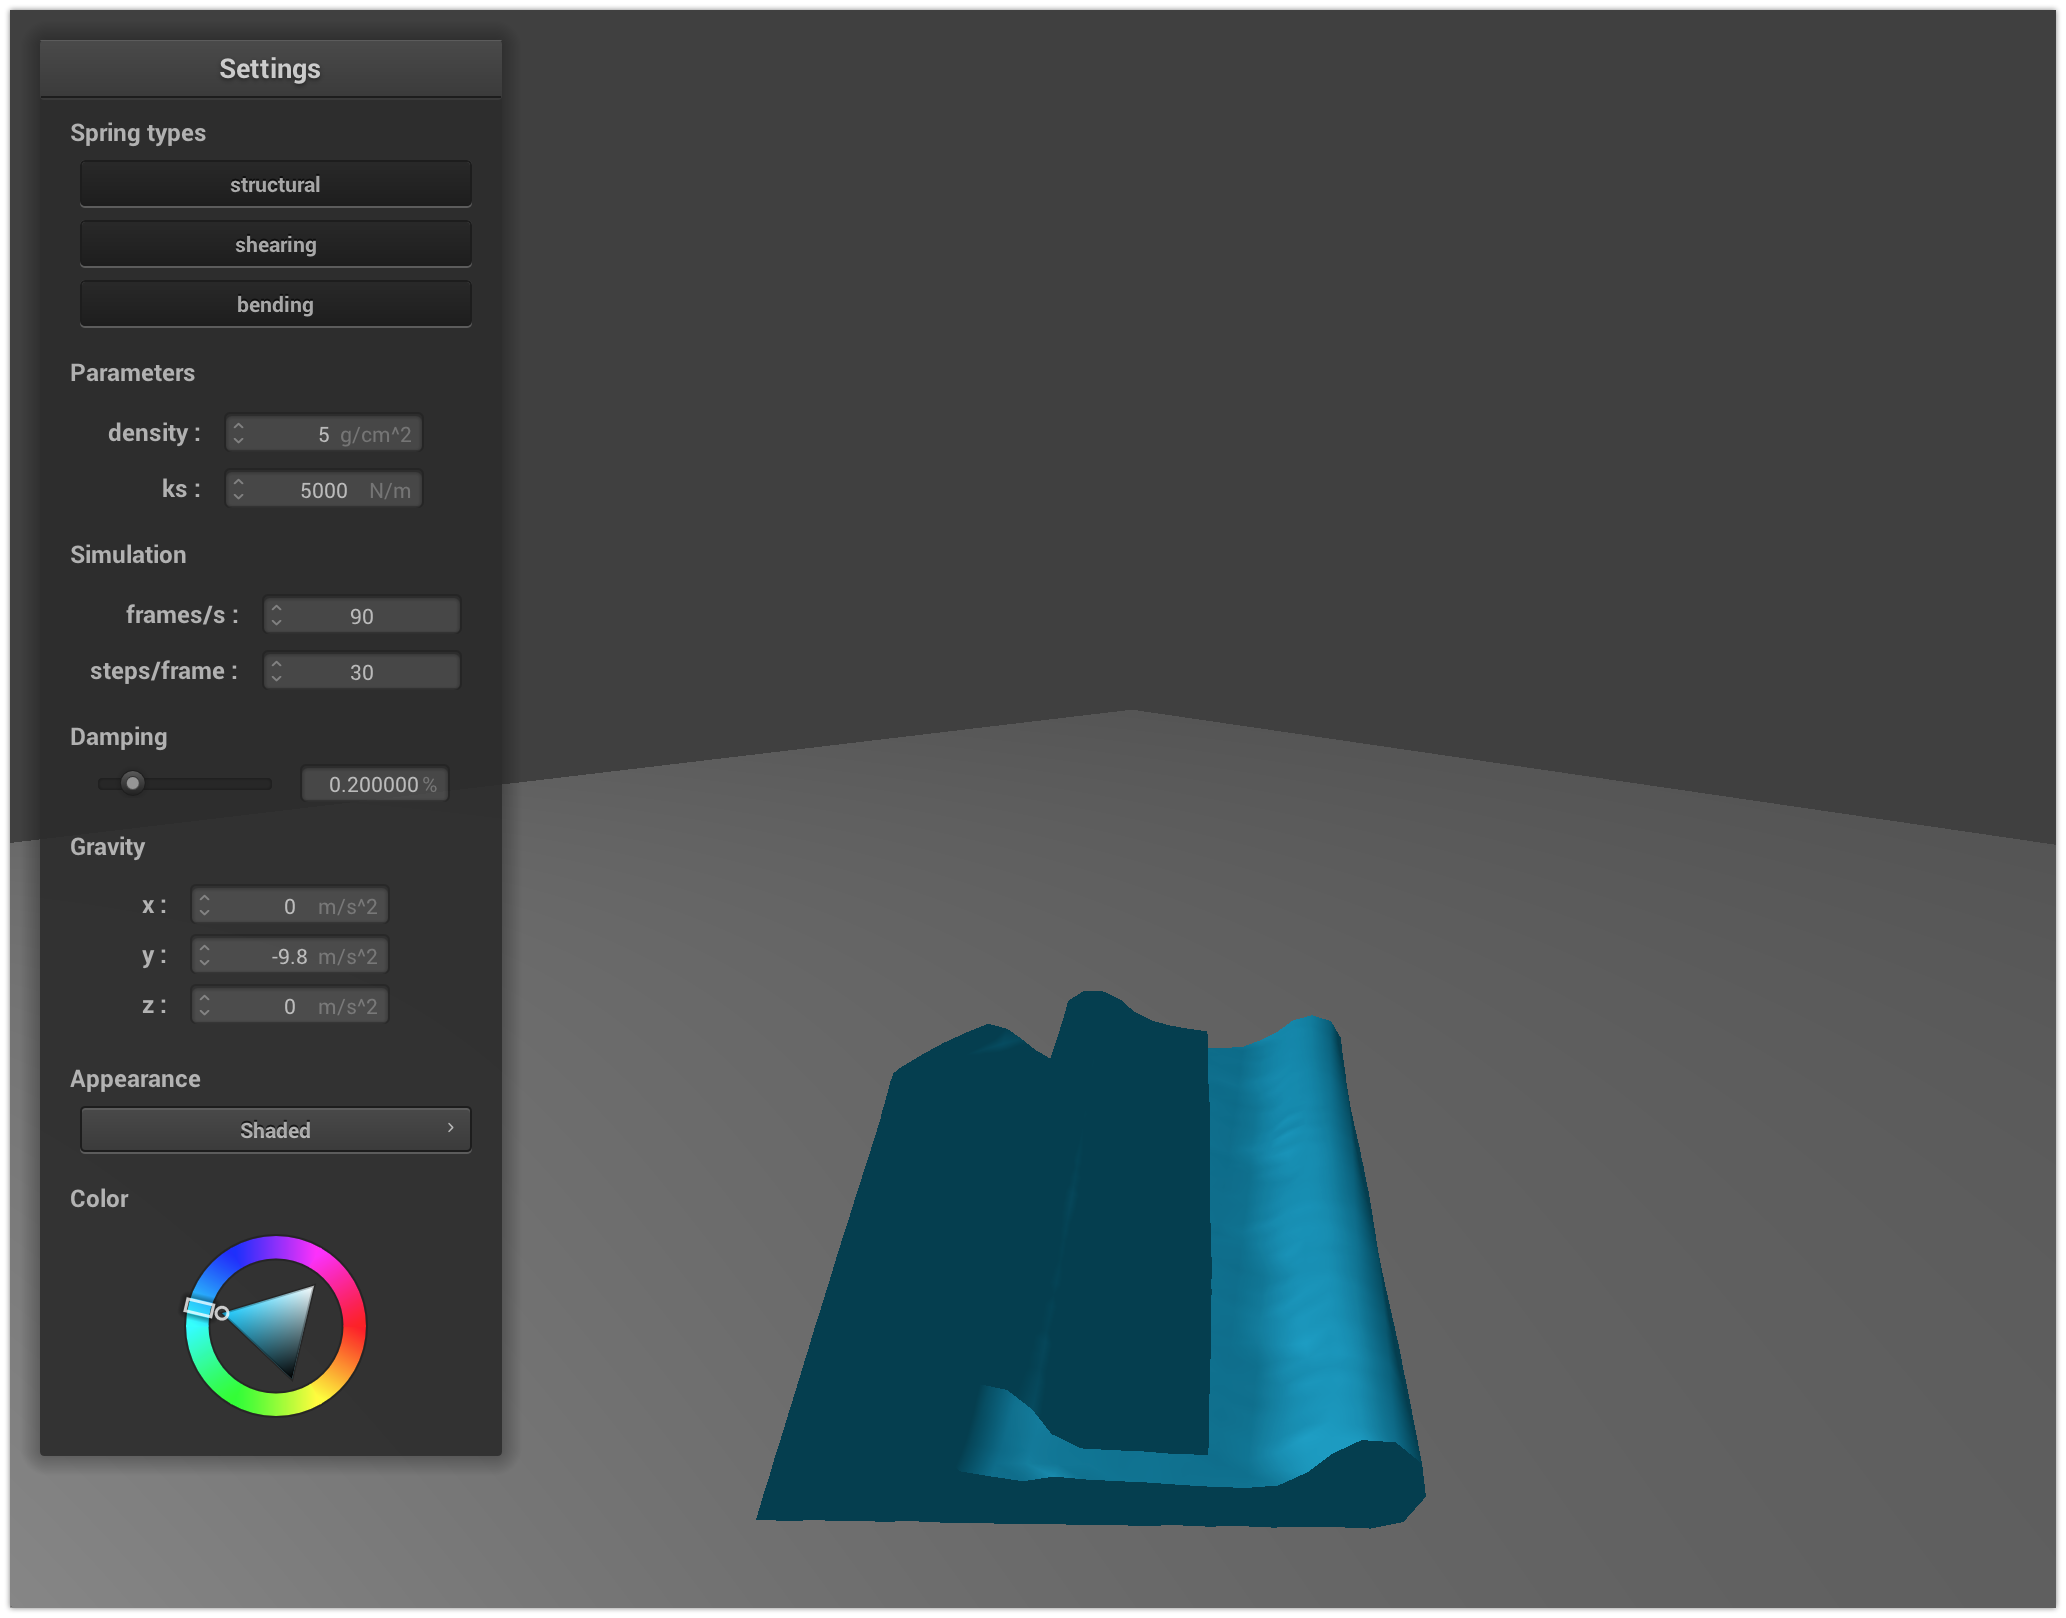 Settings
Spring types
structural
shearing
bending
Parameters
density : 5 g/cm^2
ks : 5000 N/m
Simulation
frames/s : 90
steps/frame : 30
Damping
0.200000 %
Gravity
x : 0 m/s^2
y : -9.8 m/s^2
z : 0 m/s^2
Appearance
Shaded
Color